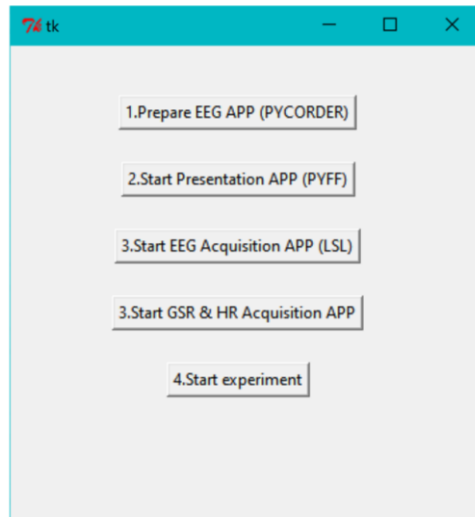 tk
1.Prepare EEG APP (PYCORDER)
2.Start Presentation APP (PYFF)
3.Start EEG Acquisition APP (LSL)
3.Start GSR & HR Acquisition APP
4.Start experiment